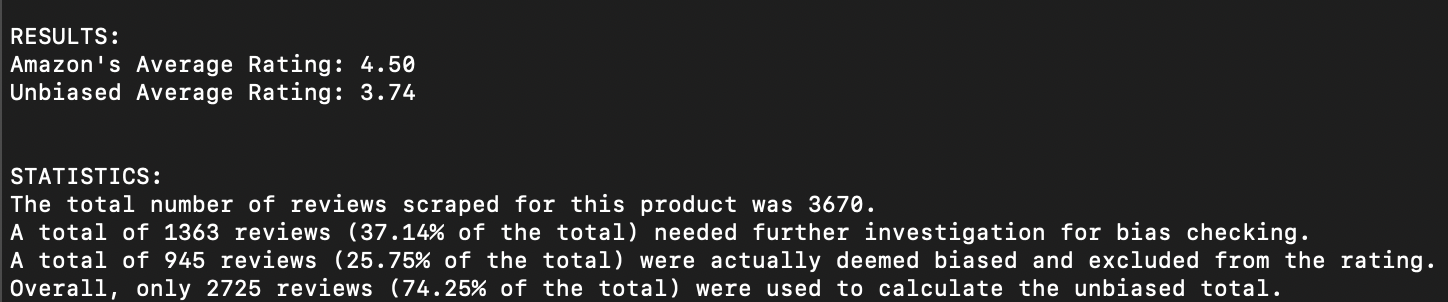 RESULTS:
Amazon's Average Rating: 4.50
Unbiased Average Rating: 3.74
STATISTICS:
The total number of reviews scraped for this product was 3670.
A total of 1363 reviews (37.14% of the total) needed further investigation for bias checking.
A total of 945 reviews (25.75% of the total) were actually deemed biased and excluded from the rating.
Overall, only 2725 reviews (74.25% of the total) were used to calculate the unbiased total.